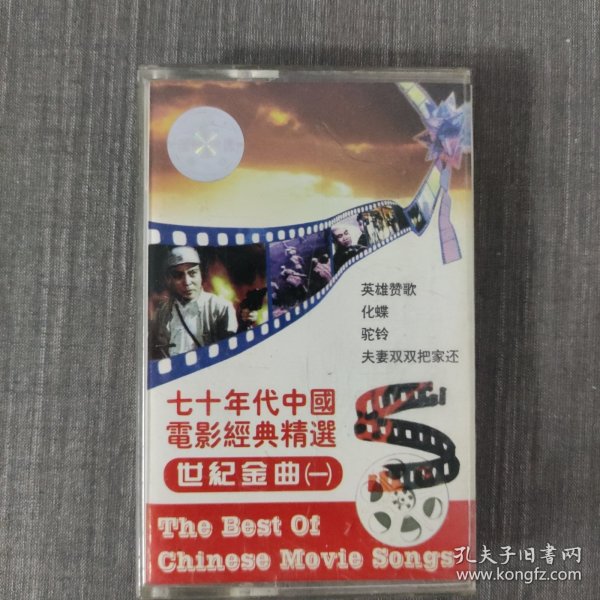 英雄赞歌
化蝶
驼铃
夫妻双双把家还
七十年代中國
電影經典精選
世紀金曲(一)
The Best Of
Chinese Movie Songs
孔夫子旧书网
www.kongfz.com